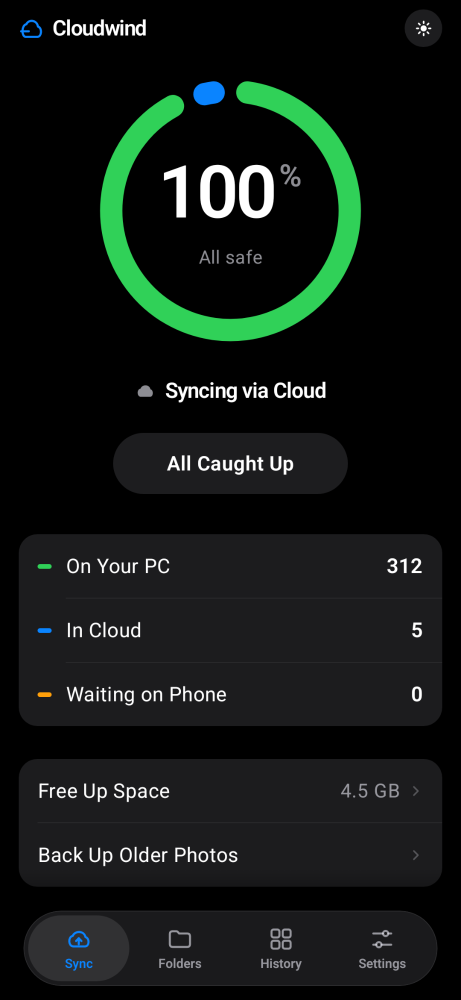 Cloudwind
100%
All safe
Syncing via Cloud
All Caught Up
On Your PC 312
In Cloud 5
Waiting on Phone 0
Free Up Space 4.5 GB
Back Up Older Photos
Sync Folders History Settings